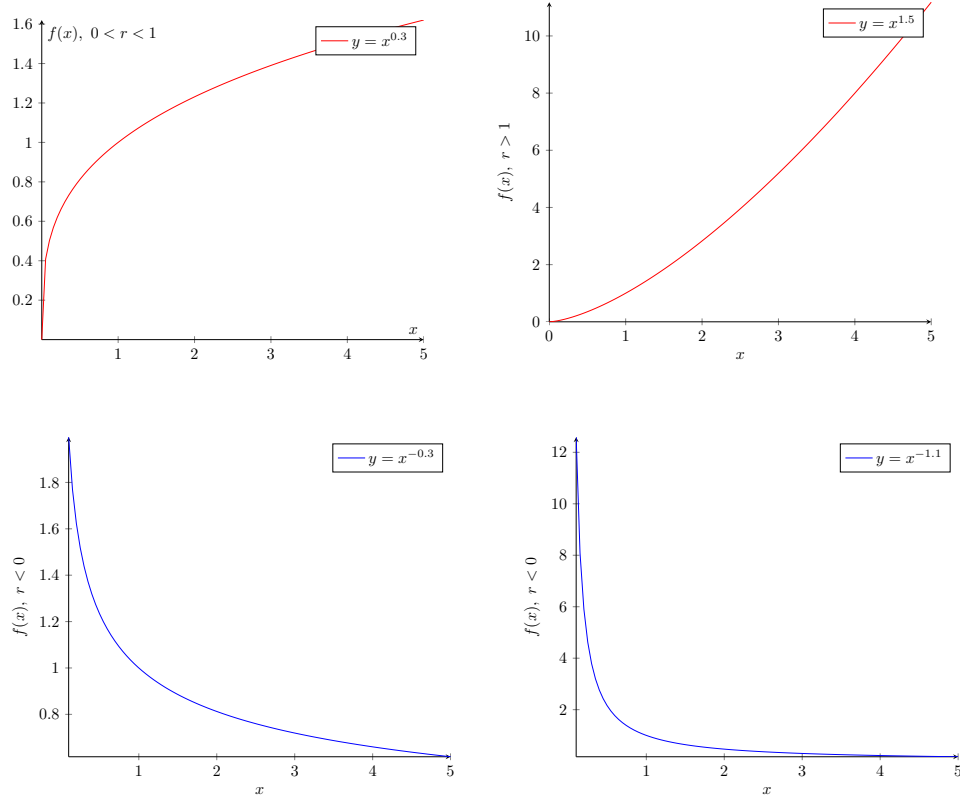 f(x), 0 < r < 1
y = x^{0.3}
1.6
1.4
1.2
1
0.8
0.6
0.4
0.2
x
1 2 3 4 5
y = x^{1.5}
f(x), r > 1
10
8
6
4
2
0
0 1 2 3 4 5
x
y = x^{-0.3}
f(x), r < 0
1.8
1.6
1.4
1.2
1
0.8
1 2 3 4 5
x
y = x^{-1.1}
f(x), r < 0
12
10
8
6
4
2
1 2 3 4 5
x